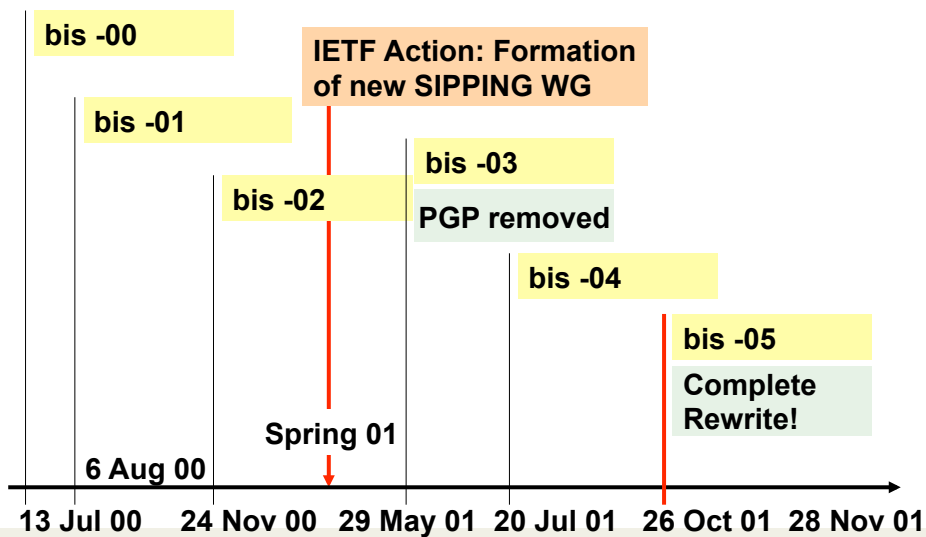 bis -00
IETF Action: Formation
of new SIPPING WG
bis -01
bis -03
bis -02
PGP removed
bis -04
bis -05
Complete
Rewrite!
Spring 01
6 Aug 00
13 Jul 00 24 Nov 00 29 May 01 20 Jul 01 26 Oct 01 28 Nov 01